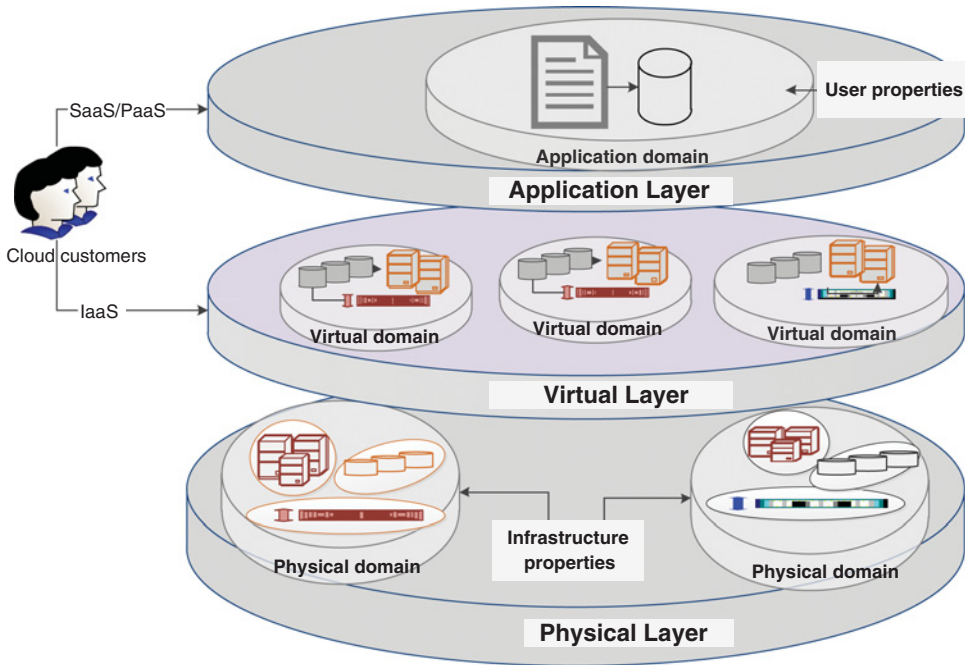 SaaS/PaaS
User properties
Application domain
Application Layer
Cloud customers
IaaS
Virtual domain
Virtual domain
Virtual domain
Virtual Layer
Infrastructure
properties
Physical domain
Physical domain
Physical Layer